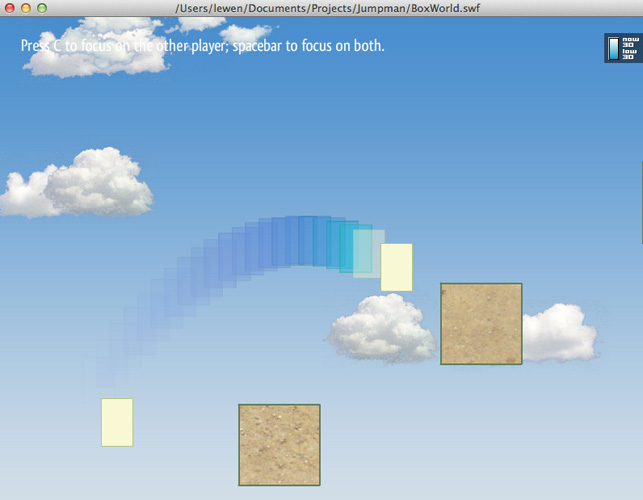 /Users/lewen/Documents/Projects/Jumpman/BoxWorld.swf
Press C to focus on the other player; spacebar to focus on both.
now
30
low
30